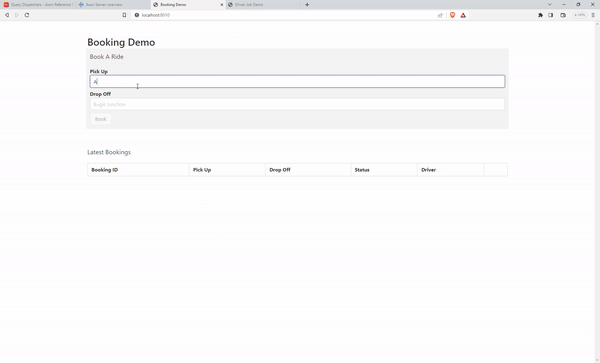 Query Dispatchers - Axon Reference
Axon Server overview
Booking Demo
Driver Job Demo
localhost:8010
Booking Demo
Book A Ride
Pick Up
A
Drop Off
Bugis Junction
Book
Latest Bookings
Booking ID Pick Up Drop Off Status Driver